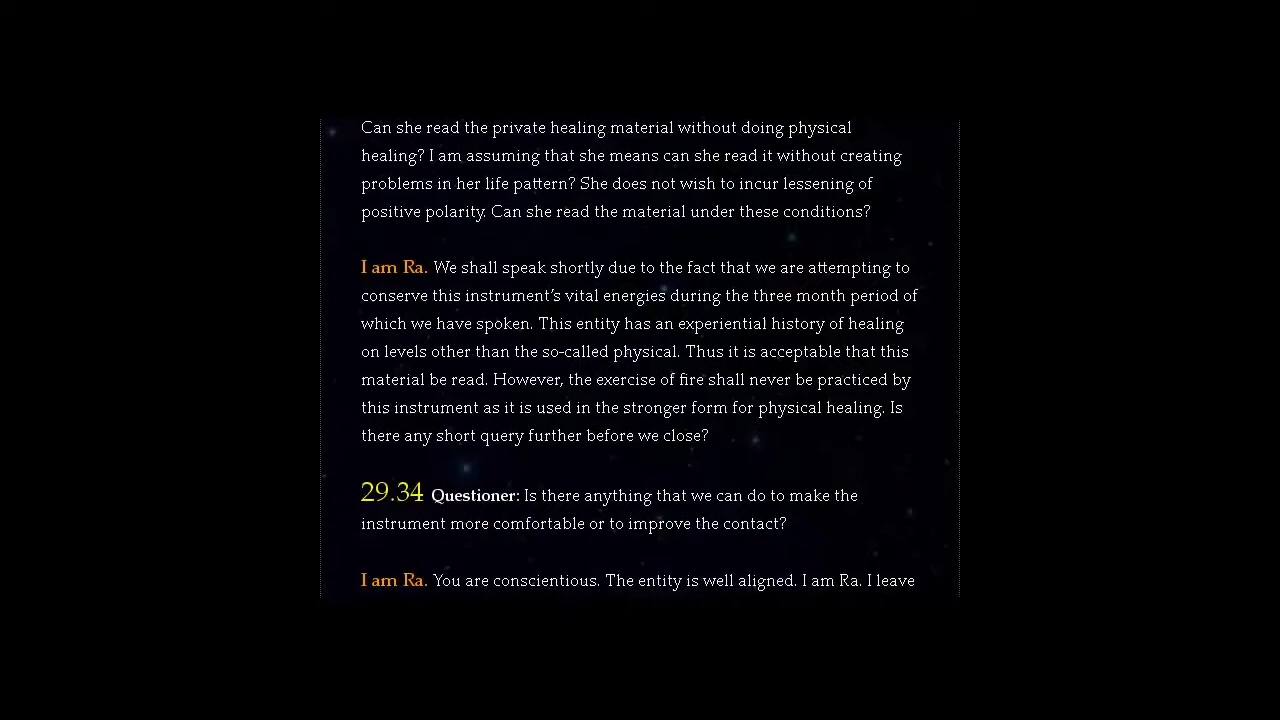 Can she read the private healing material without doing physical
healing? I am assuming that she means can she read it without creating
problems in her life pattern? She does not wish to incur lessening of
positive polarity. Can she read the material under these conditions?
I am Ra. We shall speak shortly due to the fact that we are attempting to
conserve this instrument's vital energies during the three month period of
which we have spoken. This entity has an experiential history of healing
on levels other than the so-called physical. Thus it is acceptable that this
material be read. However, the exercise of fire shall never be practiced by
this instrument as it is used in the stronger form for physical healing. Is
there any short query further before we close?
29.34 Questioner: Is there anything that we can do to make the
instrument more comfortable or to improve the contact?
I am Ra. You are conscientious. The entity is well aligned. I am Ra. I leave